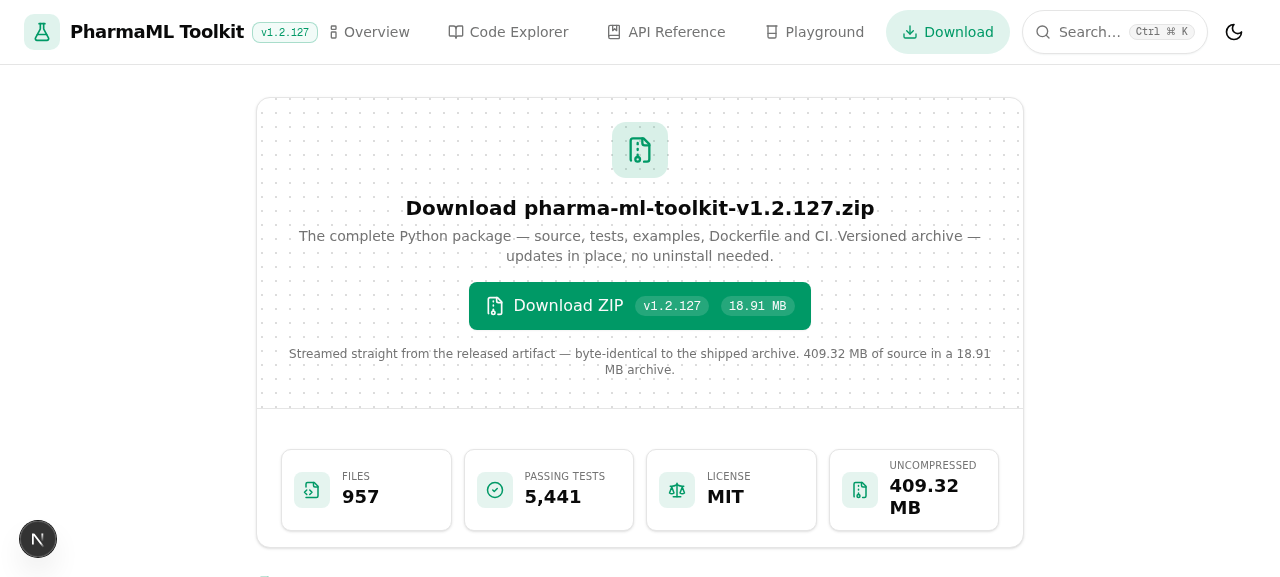 PharmaML Toolkit v1.2.127 Overview Code Explorer API Reference Playground Download Search... Ctrl ⌘ K
Download pharma-ml-toolkit-v1.2.127.zip
The complete Python package — source, tests, examples, Dockerfile and CI. Versioned archive —
updates in place, no uninstall needed.
Download ZIP v1.2.127 18.91 MB
Streamed straight from the released artifact — byte-identical to the shipped archive. 409.32 MB of source in a 18.91
MB archive.
FILES
957
PASSING TESTS
5,441
LICENSE
MIT
UNCOMPRESSED
409.32
MB
N